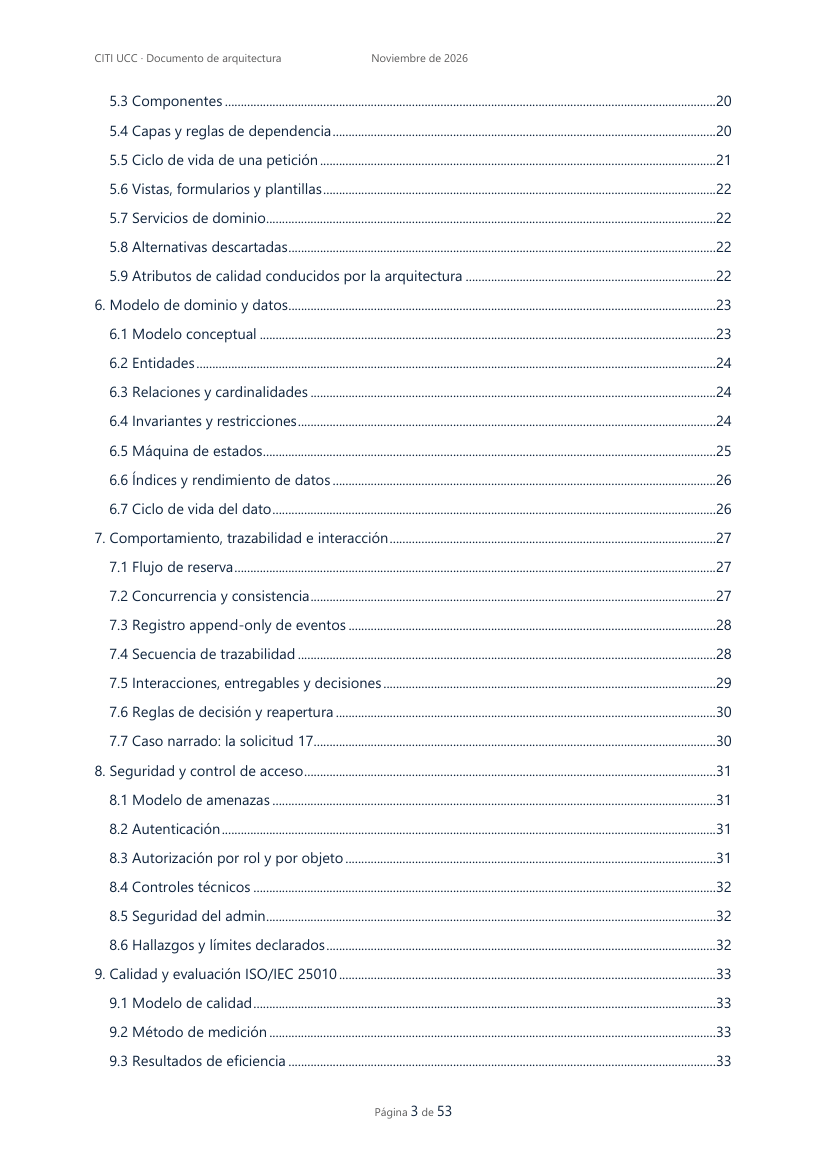 CITI UCC · Documento de arquitectura Noviembre de 2026
5.3 Componentes 20
5.4 Capas y reglas de dependencia 20
5.5 Ciclo de vida de una petición 21
5.6 Vistas, formularios y plantillas 22
5.7 Servicios de dominio 22
5.8 Alternativas descartadas 22
5.9 Atributos de calidad conducidos por la arquitectura 22
6. Modelo de dominio y datos 23
6.1 Modelo conceptual 23
6.2 Entidades 24
6.3 Relaciones y cardinalidades 24
6.4 Invariantes y restricciones 24
6.5 Máquina de estados 25
6.6 Índices y rendimiento de datos 26
6.7 Ciclo de vida del dato 26
7. Comportamiento, trazabilidad e interacción 27
7.1 Flujo de reserva 27
7.2 Concurrencia y consistencia 27
7.3 Registro append-only de eventos 28
7.4 Secuencia de trazabilidad 28
7.5 Interacciones, entregables y decisiones 29
7.6 Reglas de decisión y reapertura 30
7.7 Caso narrado: la solicitud 17 30
8. Seguridad y control de acceso 31
8.1 Modelo de amenazas 31
8.2 Autenticación 31
8.3 Autorización por rol y por objeto 31
8.4 Controles técnicos 32
8.5 Seguridad del admin 32
8.6 Hallazgos y límites declarados 32
9. Calidad y evaluación ISO/IEC 25010 33
9.1 Modelo de calidad 33
9.2 Método de medición 33
9.3 Resultados de eficiencia 33
Página 3 de 53